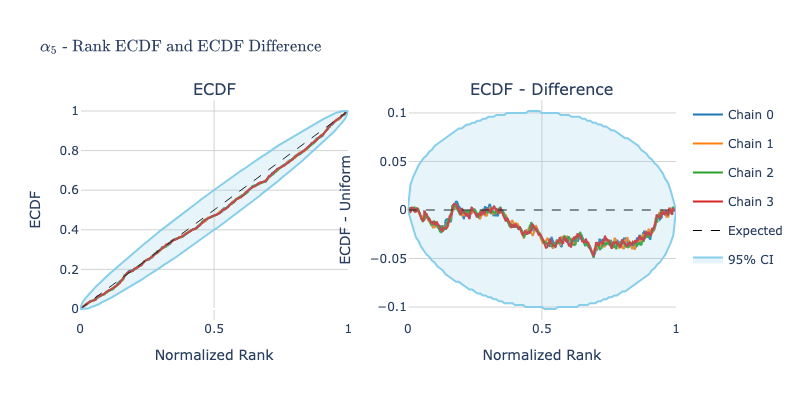 α₅ - Rank ECDF and ECDF Difference
ECDF
ECDF - Difference
ECDF
1
0.8
0.6
0.4
0.2
0
0
0.5
1
Normalized Rank
ECDF - Uniform
0.1
0.05
0
−0.05
−0.1
0
0.5
1
Normalized Rank
Chain 0
Chain 1
Chain 2
Chain 3
Expected
95% CI